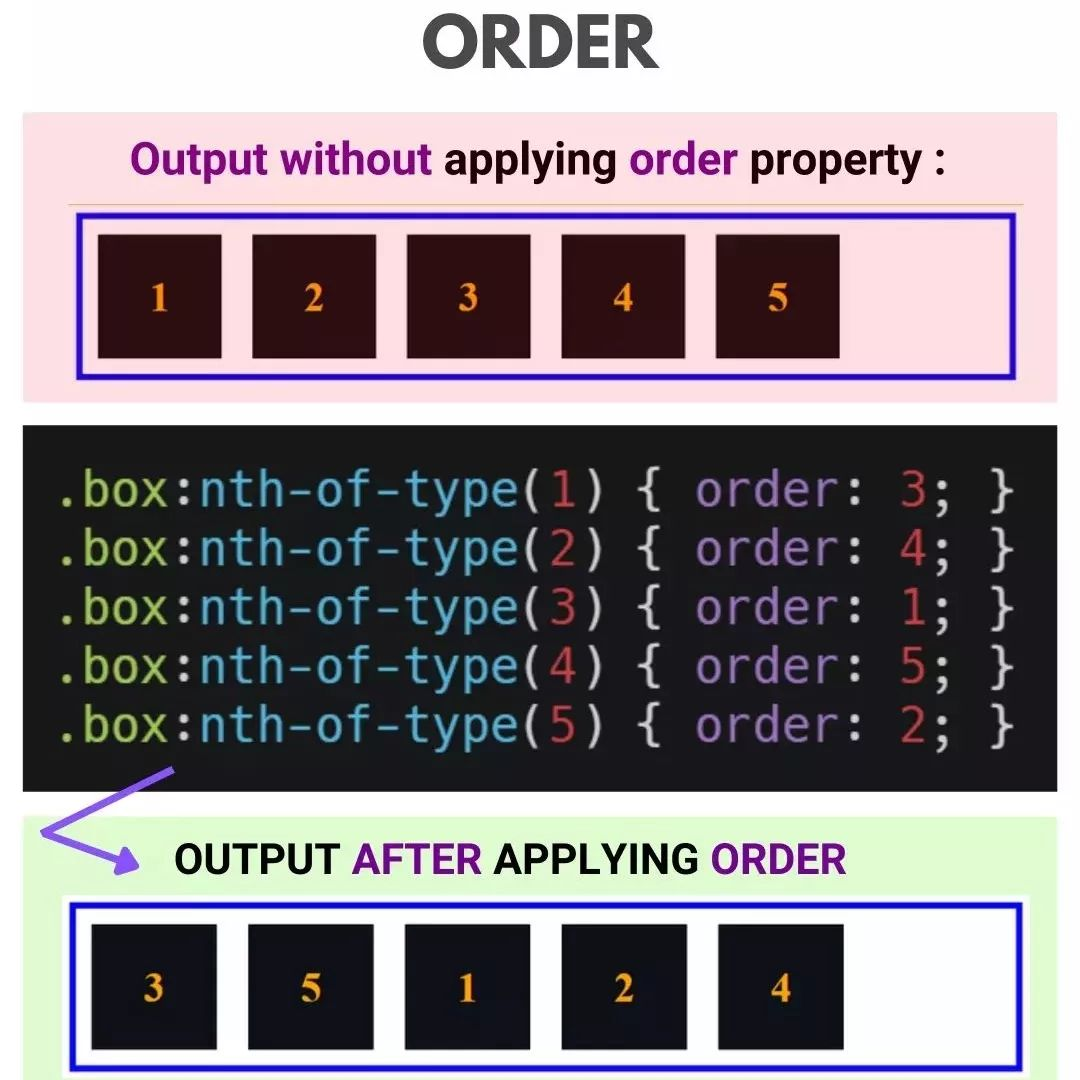 ORDER
Output without applying order property :
1 2 3 4 5
.box:nth-of-type(1) { order: 3; }
.box:nth-of-type(2) { order: 4; }
.box:nth-of-type(3) { order: 1; }
.box:nth-of-type(4) { order: 5; }
.box:nth-of-type(5) { order: 2; }
OUTPUT AFTER APPLYING ORDER
3 5 1 2 4